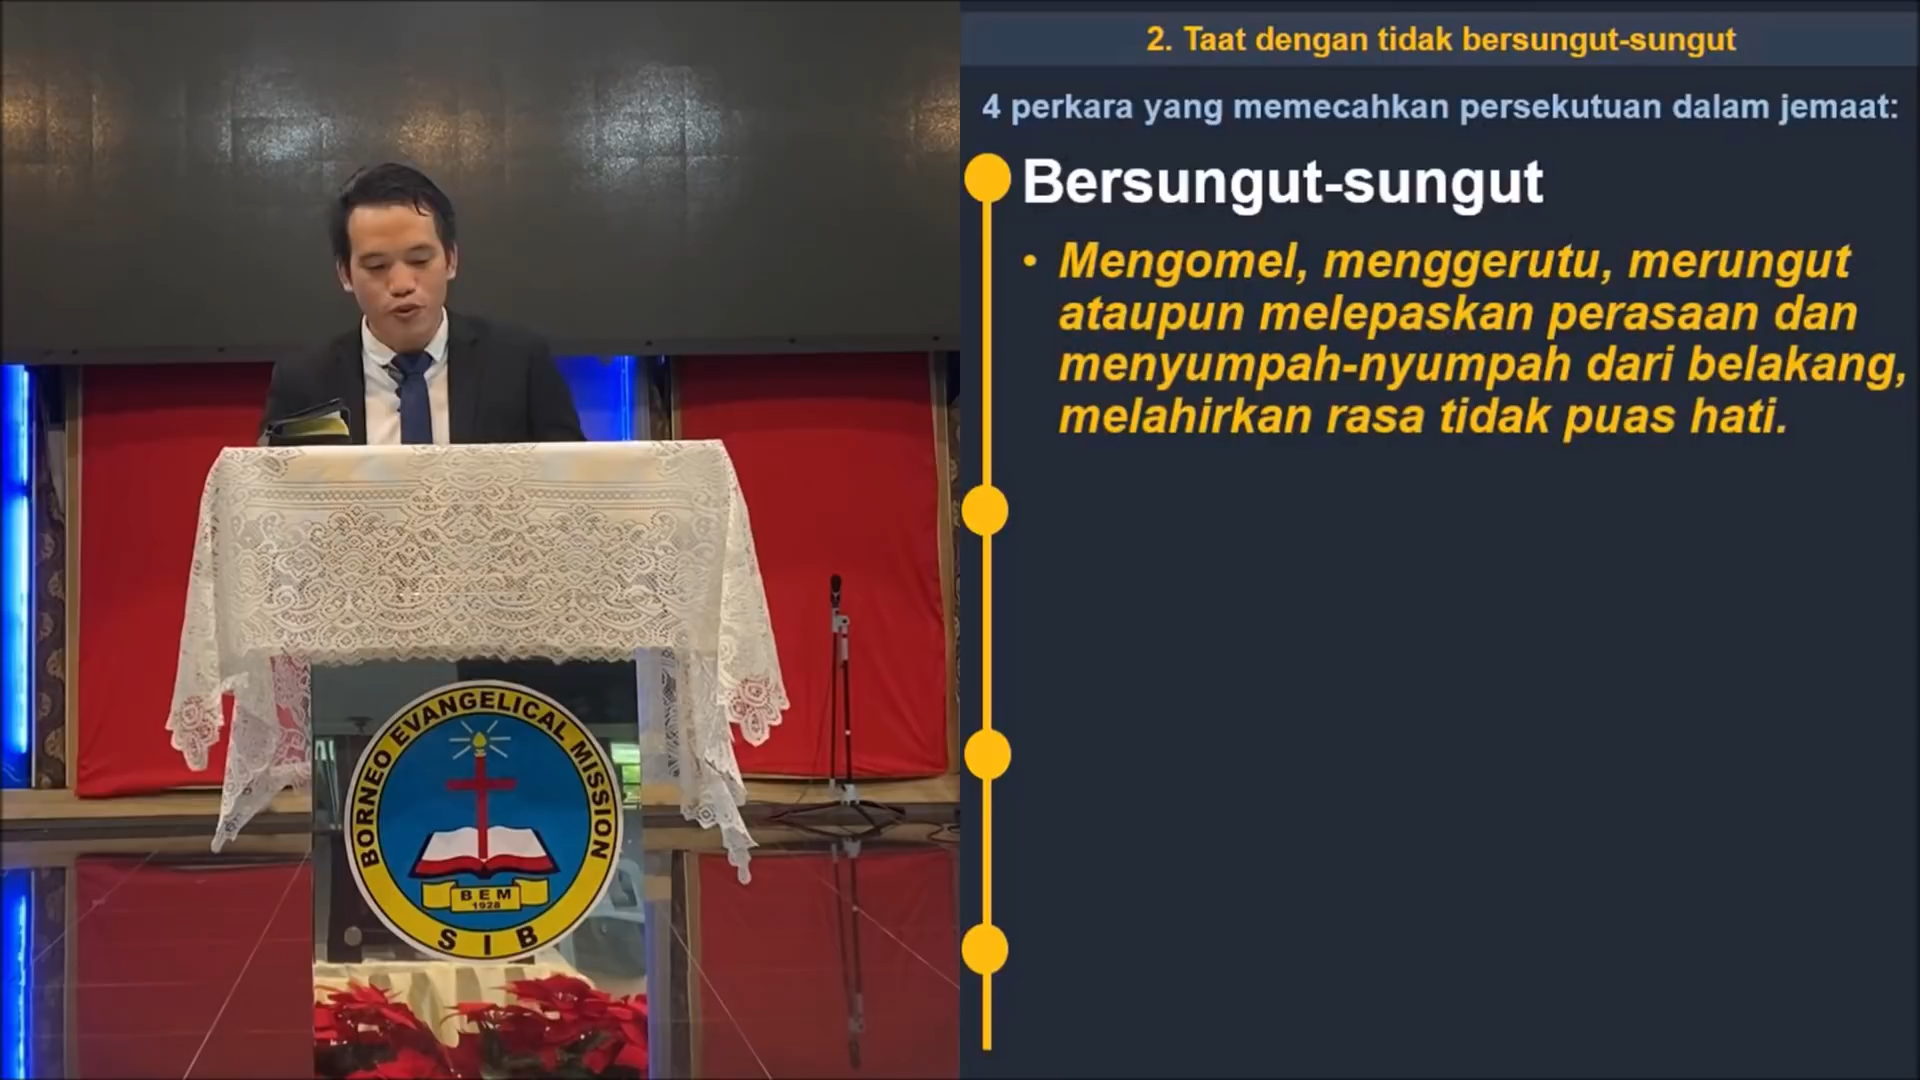 2. Taat dengan tidak bersungut-sungut
4 perkara yang memecahkan persekutuan dalam jemaat:
Bersungut-sungut
• Mengomel, menggerutu, merungut
ataupun melepaskan perasaan dan
menyumpah-nyumpah dari belakang,
melahirkan rasa tidak puas hati.
BORNEO EVANGELICAL MISSION
BEM
1928
SIB